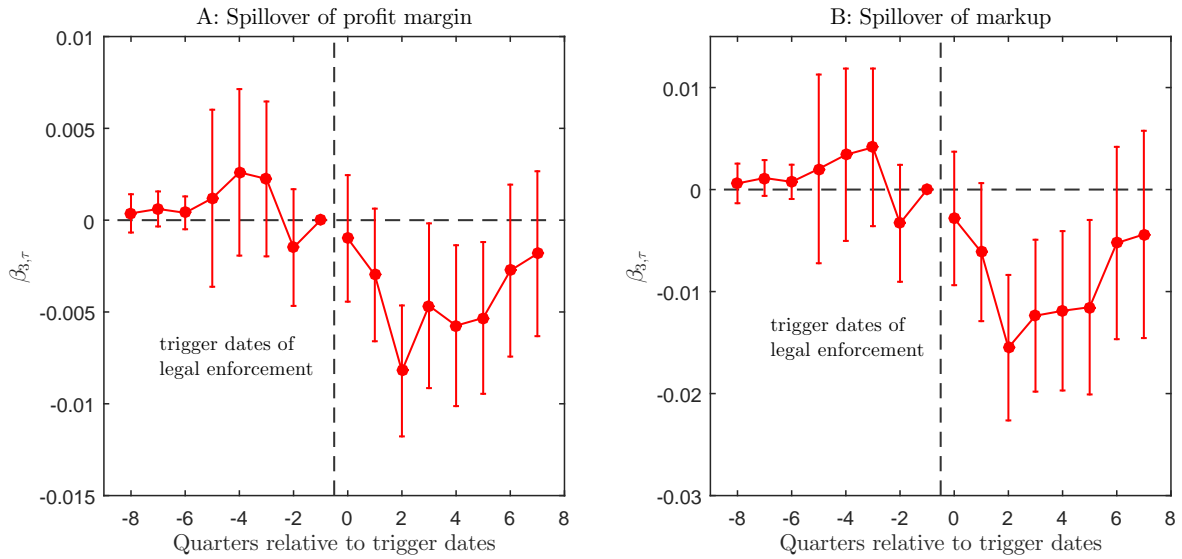 A: Spillover of profit margin
0.01
0.005
0
-0.005
-0.01
-0.015
β3,τ
trigger dates of
legal enforcement
-8 -6 -4 -2 0 2 4 6 8
Quarters relative to trigger dates
B: Spillover of markup
0.01
0
-0.01
-0.02
-0.03
β3,τ
trigger dates of
legal enforcement
-8 -6 -4 -2 0 2 4 6 8
Quarters relative to trigger dates